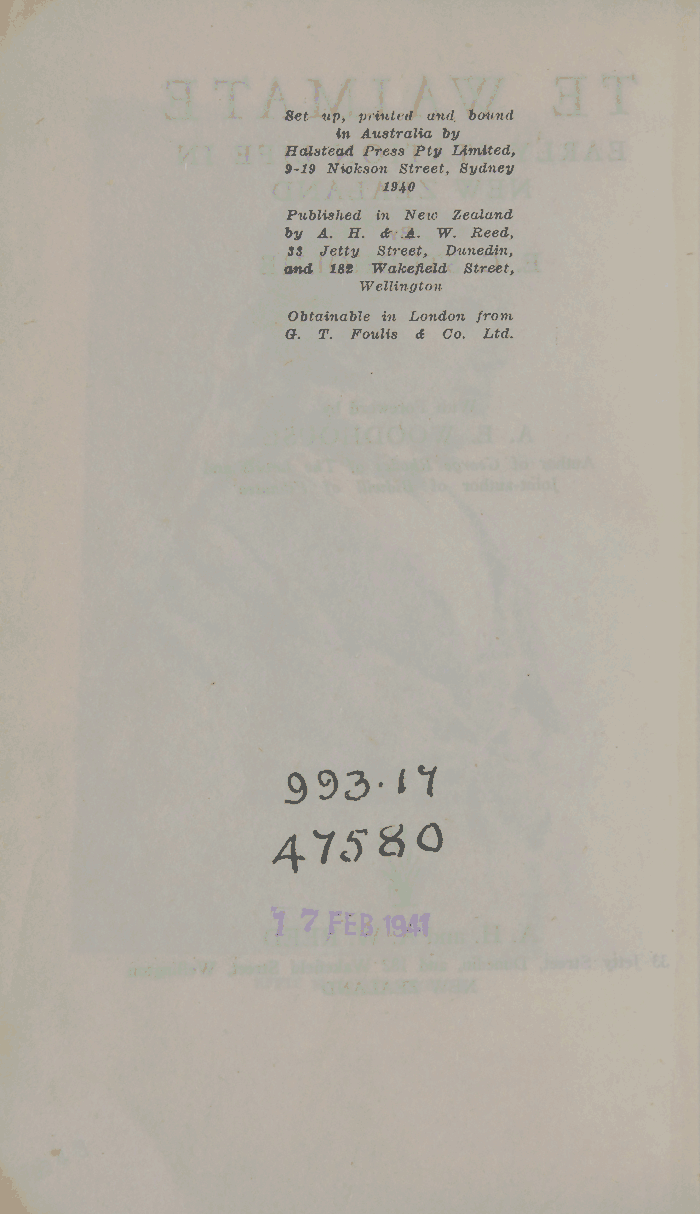 Set up, printed and bound
in Australia by
Halstead Press Pty Limited,
9-19 Nickson Street, Sydney
1940
Published in New Zealand
by A. H. & A. W. Reed,
33 Jetty Street, Dunedin,
and 182 Wakefield Street,
Wellington
Obtainable in London from
G. T. Foulis & Co. Ltd.
993.17
47580
17 FEB 1941